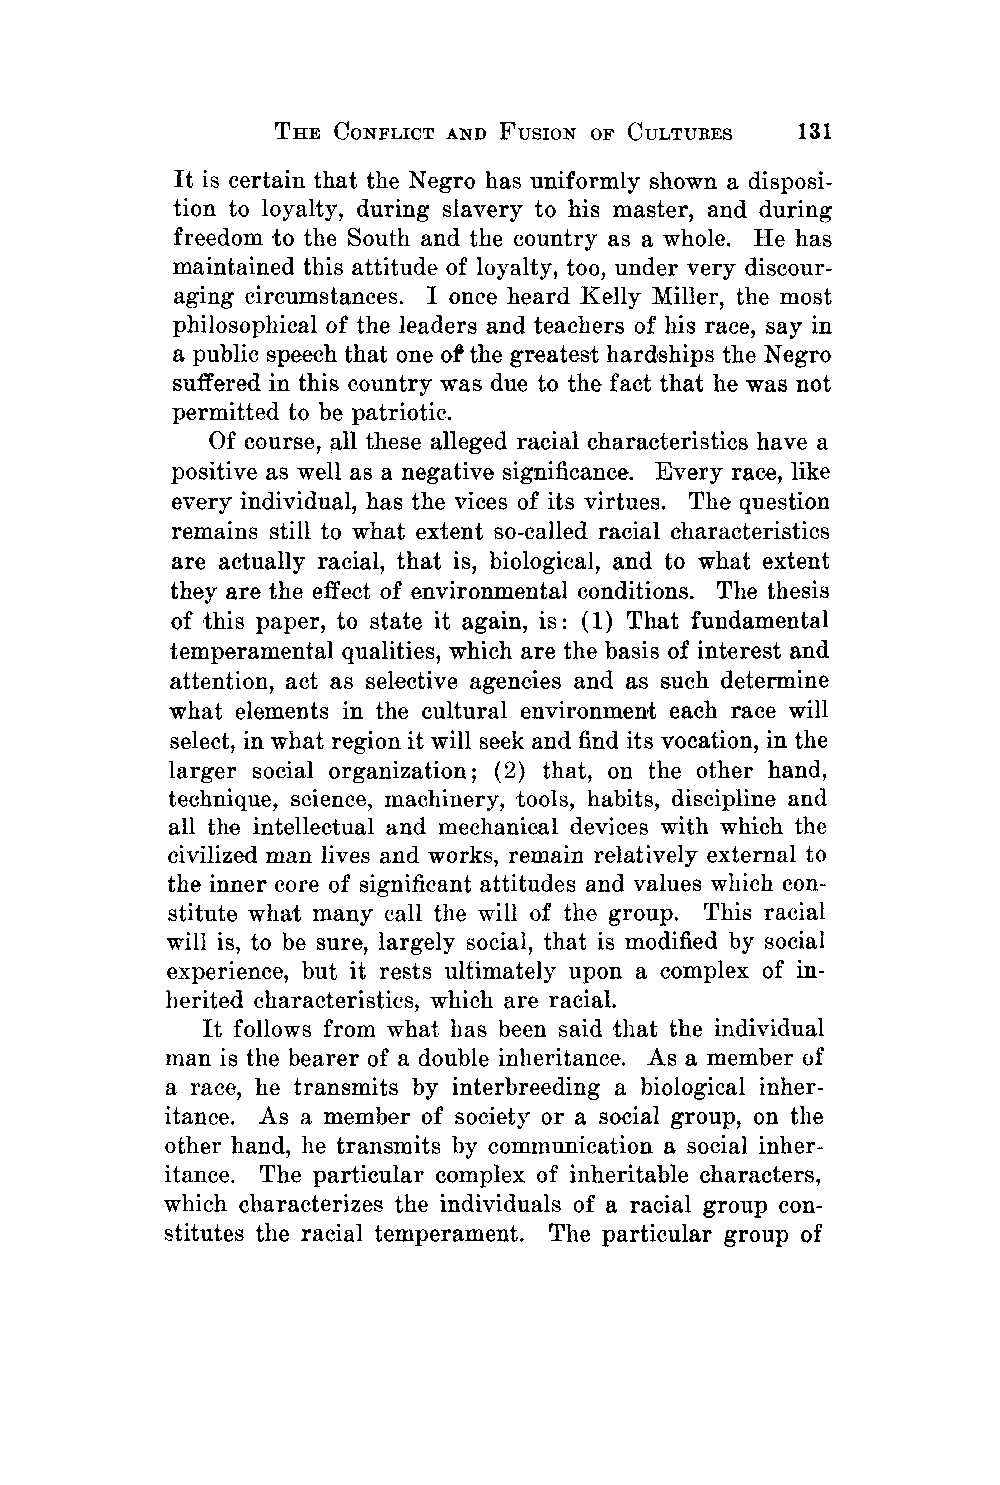 The Conflict and Fusion of Cultures 131
It is certain that the Negro has uniformly shown a disposi-
tion to loyalty, during slavery to his master, and during
freedom to the South and the country as a whole. He has
maintained this attitude of loyalty, too, under very discour-
aging circumstances. I once heard Kelly Miller, the most
philosophical of the leaders and teachers of his race, say in
a public speech that one of the greatest hardships the Negro
suffered in this country was due to the fact that he was not
permitted to be patriotic.
Of course, all these alleged racial characteristics have a
positive as well as a negative significance. Every race, like
every individual, has the vices of its virtues. The question
remains still to what extent so-called racial characteristics
are actually racial, that is, biological, and to what extent
they are the effect of environmental conditions. The thesis
of this paper, to state it again, is: (1) That fundamental
temperamental qualities, which are the basis of interest and
attention, act as selective agencies and as such determine
what elements in the cultural environment each race will
select, in what region it will seek and find its vocation, in the
larger social organization; (2) that, on the other hand,
technique, science, machinery, tools, habits, discipline and
all the intellectual and mechanical devices with which the
civilized man lives and works, remain relatively external to
the inner core of significant attitudes and values which con-
stitute what many call the will of the group. This racial
will is, to be sure, largely social, that is modified by social
experience, but it rests ultimately upon a complex of in-
herited characteristics, which are racial.
It follows from what has been said that the individual
man is the bearer of a double inheritance. As a member of
a race, he transmits by interbreeding a biological inher-
itance. As a member of society or a social group, on the
other hand, he transmits by communication a social inher-
itance. The particular complex of inheritable characters,
which characterizes the individuals of a racial group con-
stitutes the racial temperament. The particular group of